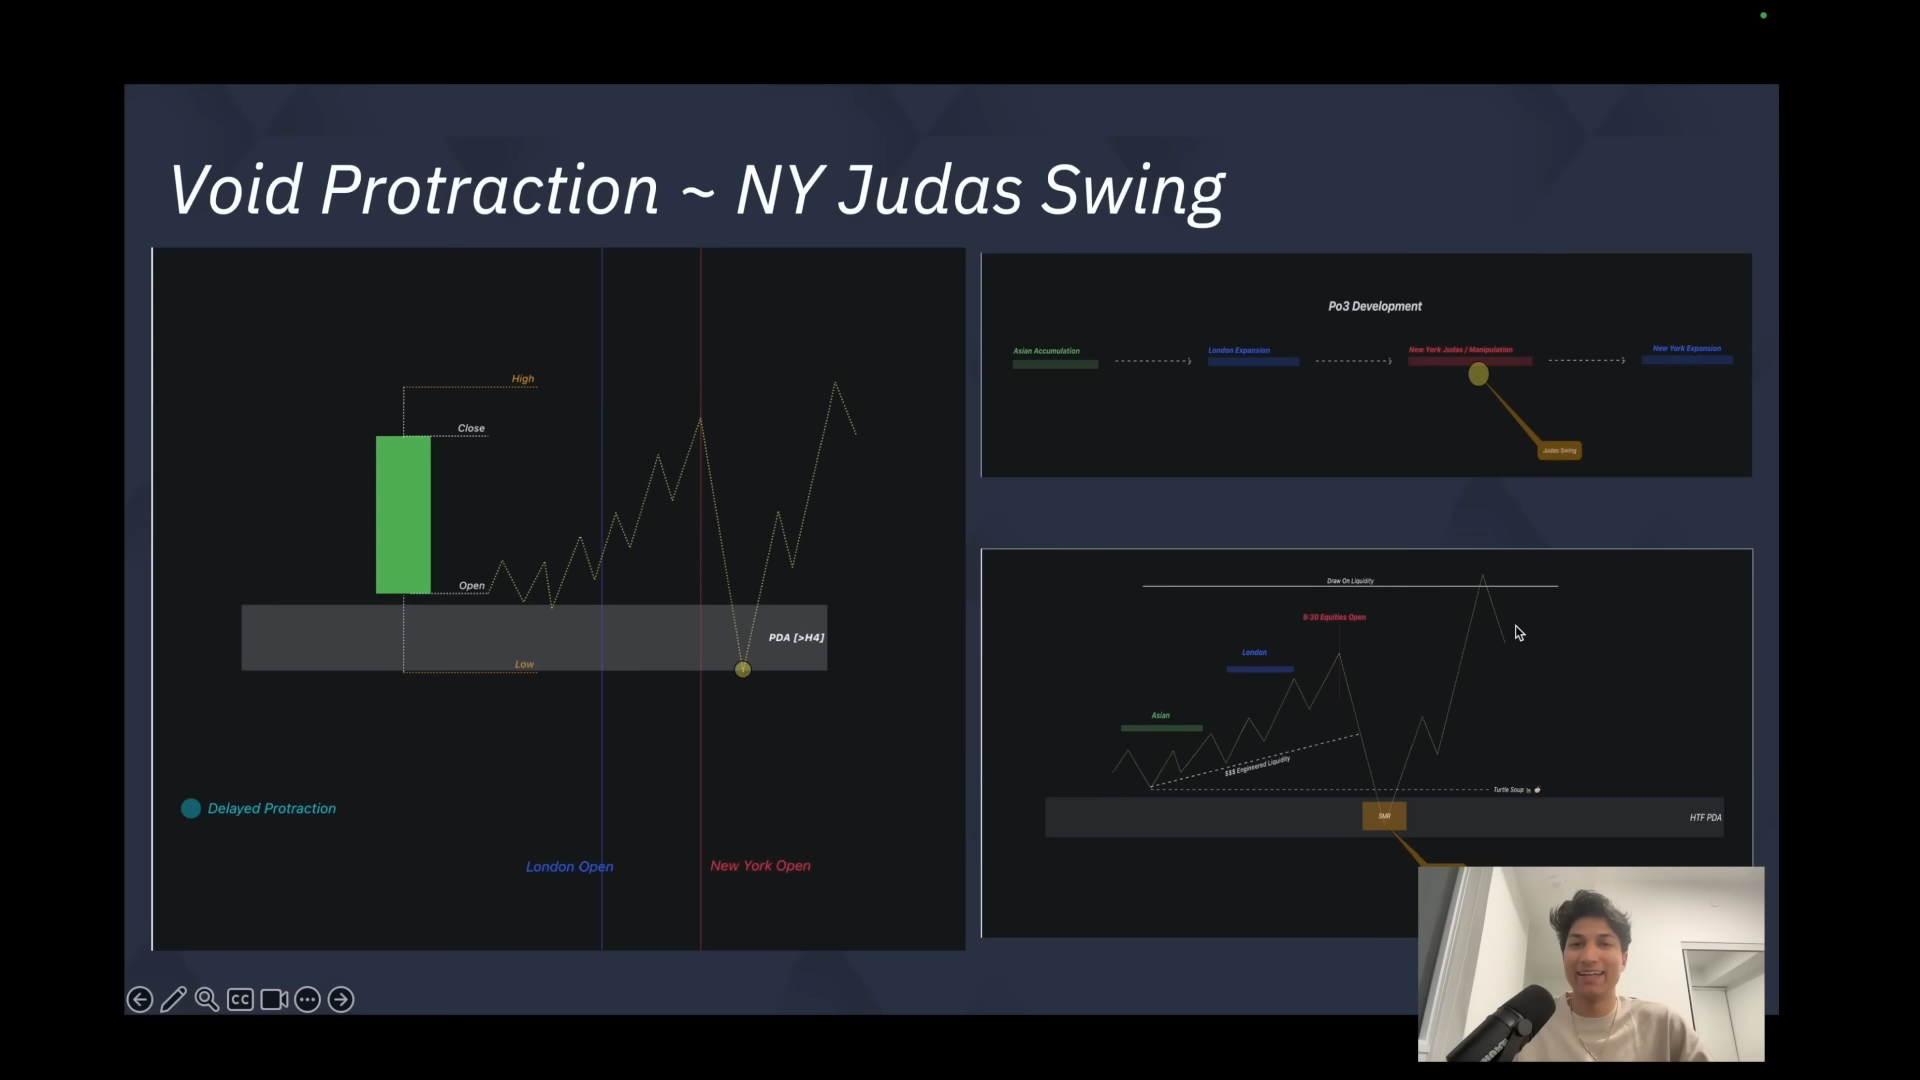 Void Protraction ~ NY Judas Swing
High
Close
Open
PDA [>H4]
Low
Delayed Protraction
London Open
New York Open
Po3 Development
Asian Accumulation
London Expansion
New York Judas / Manipulation
New York Expansion
Judas Swing
Draw On Liquidity
9:30 Equities Open
London
Asian
$$$ Engineered Liquidity
Turtle Soup
SMR
HTF PDA
CC